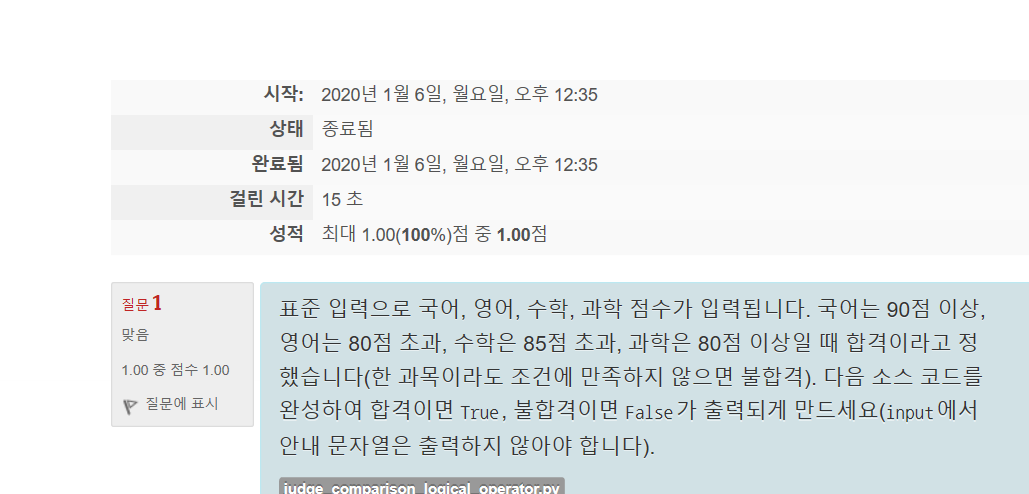 시작: 2020년 1월 6일, 월요일, 오후 12:35
상태 종료됨
완료됨 2020년 1월 6일, 월요일, 오후 12:35
걸린 시간 15 초
성적 최대 1.00(100%)점 중 1.00점
질문 1
맞음
1.00 중 점수 1.00
질문에 표시
표준 입력으로 국어, 영어, 수학, 과학 점수가 입력됩니다. 국어는 90점 이상,
영어는 80점 초과, 수학은 85점 초과, 과학은 80점 이상일 때 합격이라고 정
했습니다(한 과목이라도 조건에 만족하지 않으면 불합격). 다음 소스 코드를
완성하여 합격이면 True, 불합격이면 False가 출력되게 만드세요(input에서
안내 문자열은 출력하지 않아야 합니다).
judge_comparison_logical_operator.py